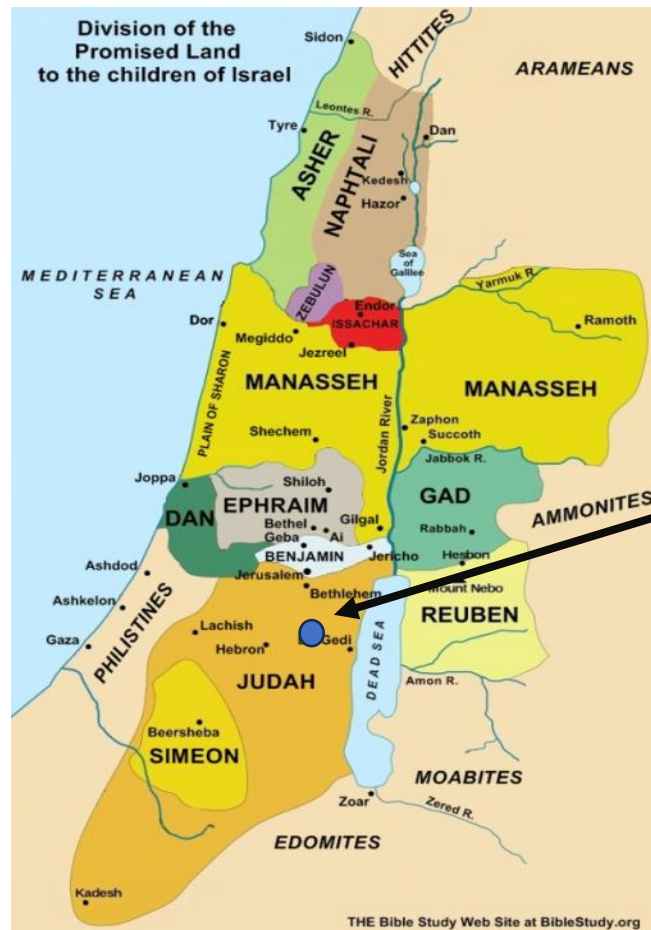 Division of the
Promised Land
to the children of Israel
Sidon
HITTITES
ARAMEANS
Leontes R.
Tyre
Dan
ASHER
NAPHTALI
Kedesh
Hazor
Sea
of
Galilee
MEDITERRANEAN
SEA
ZEBULUN
Yarmuk R.
Endor
ISSACHAR
Dor
Megiddo
Ramoth
Jezreel
MANASSEH
MANASSEH
PLAIN OF SHARON
Jordan River
Zaphon
Succoth
Shechem
Jabbok R.
Joppa
Shiloh
EPHRAIM
GAD
DAN
AMMONITES
Bethel
Ai
Gilgal
Rabbah
Geba
BENJAMIN
Jericho
Hesbon
Jerusalem
Mount Nebo
Ashdod
Bethlehem
REUBEN
Ashkelon
Lachish
Gedi
Gaza
PHILISTINES
Hebron
DEAD SEA
JUDAH
Amon R.
Beersheba
SIMEON
MOABITES
Zoar
Zered R.
EDOMITES
Kadesh
THE Bible Study Web Site at BibleStudy.org